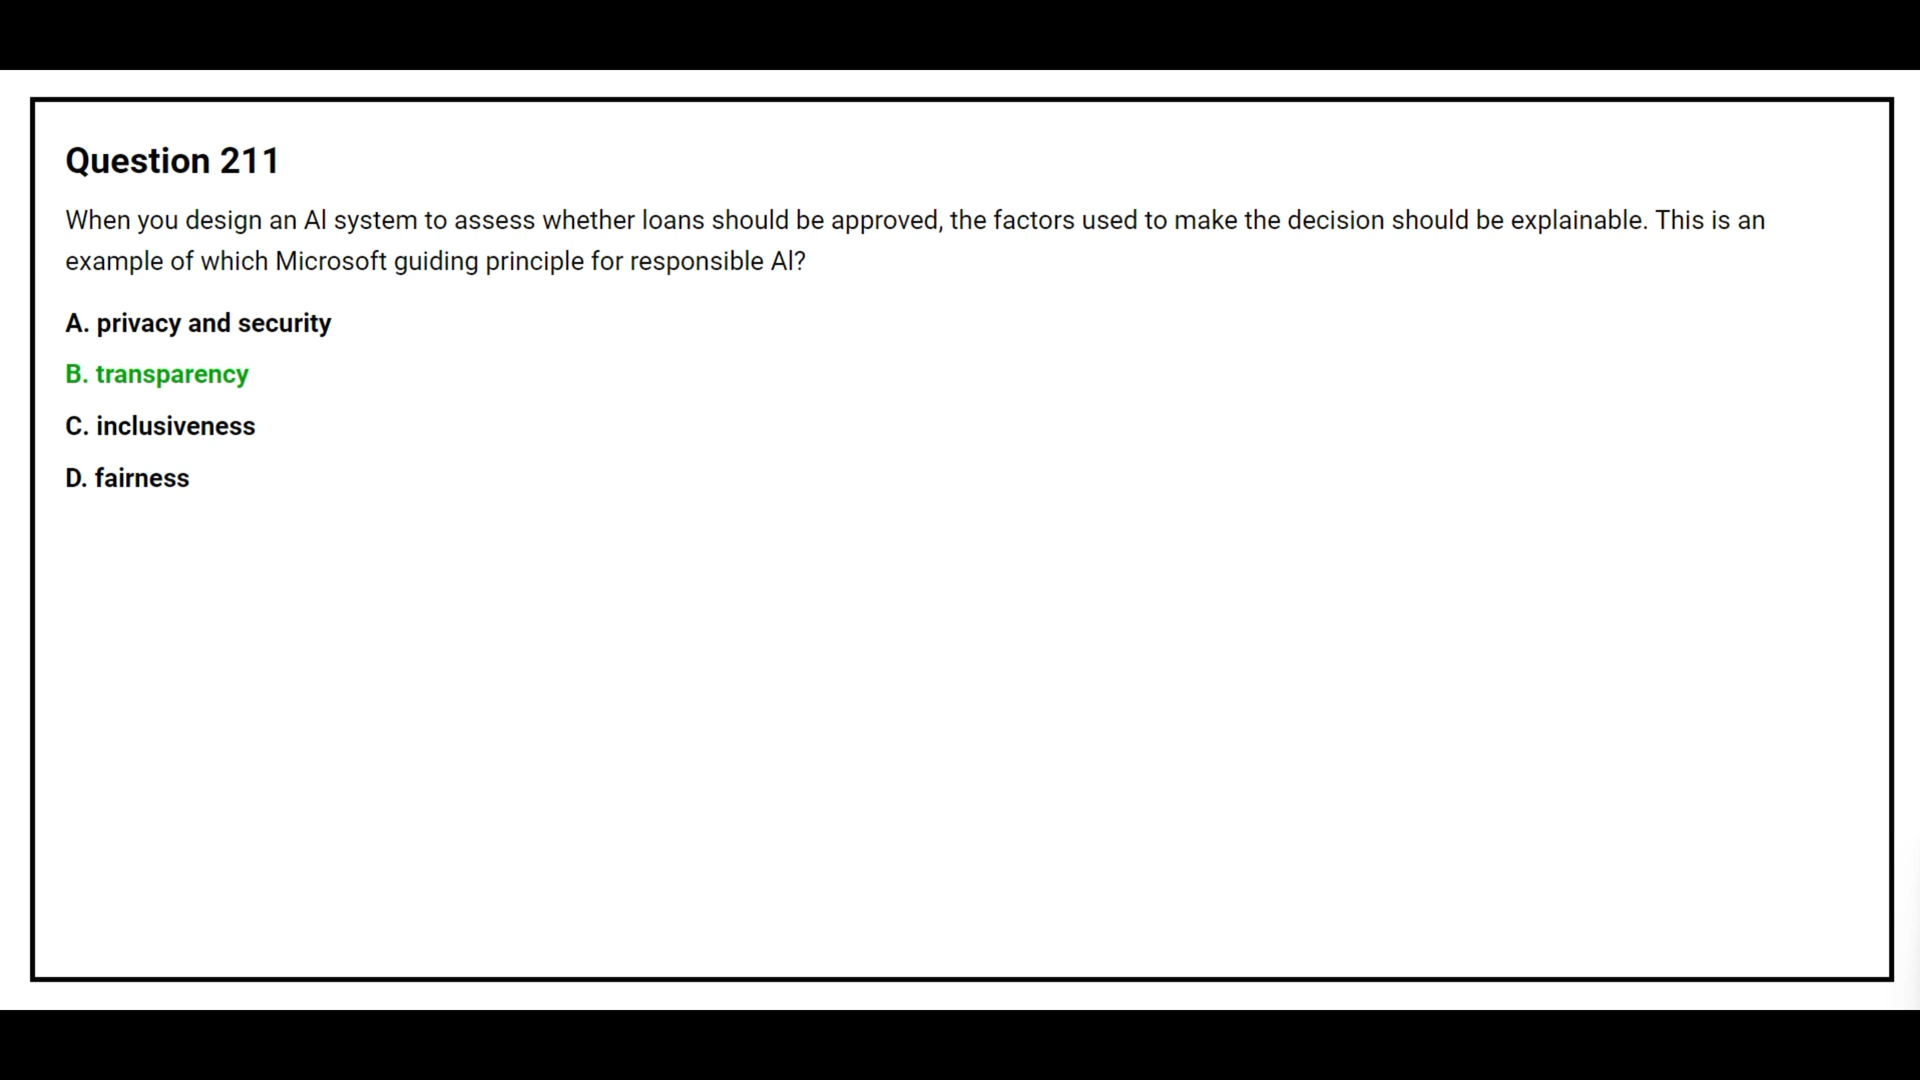 Question 211
When you design an AI system to assess whether loans should be approved, the factors used to make the decision should be explainable. This is an
example of which Microsoft guiding principle for responsible AI?
A. privacy and security
B. transparency
C. inclusiveness
D. fairness